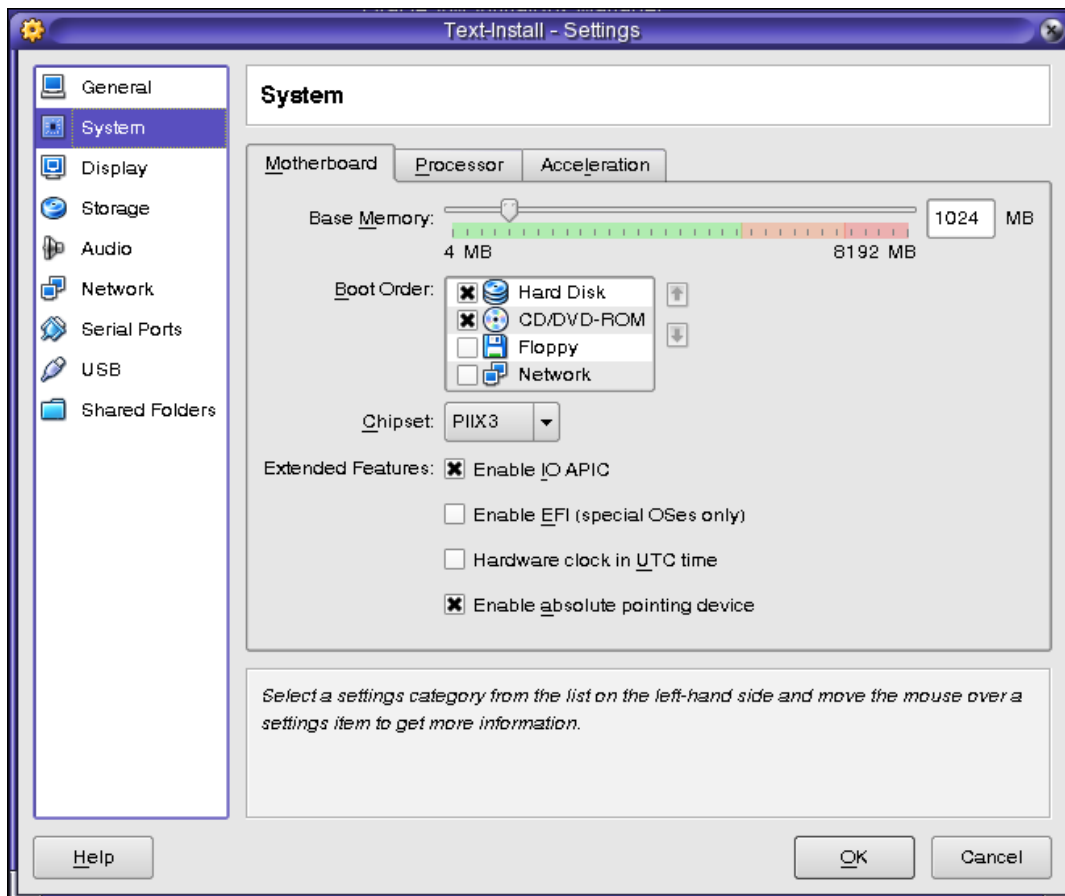 Text-Install - Settings
General
System
Display
Storage
Audio
Network
Serial Ports
USB
Shared Folders
System
Motherboard
Processor
Acceleration
Base Memory:
1024 MB
4 MB
8192 MB
Boot Order:
Hard Disk
CD/DVD-ROM
Floppy
Network
Chipset: PIIX3
Extended Features: Enable IO APIC
Enable EFI (special OSes only)
Hardware clock in UTC time
Enable absolute pointing device
Select a settings category from the list on the left-hand side and move the mouse over a
settings item to get more information.
Help
OK
Cancel